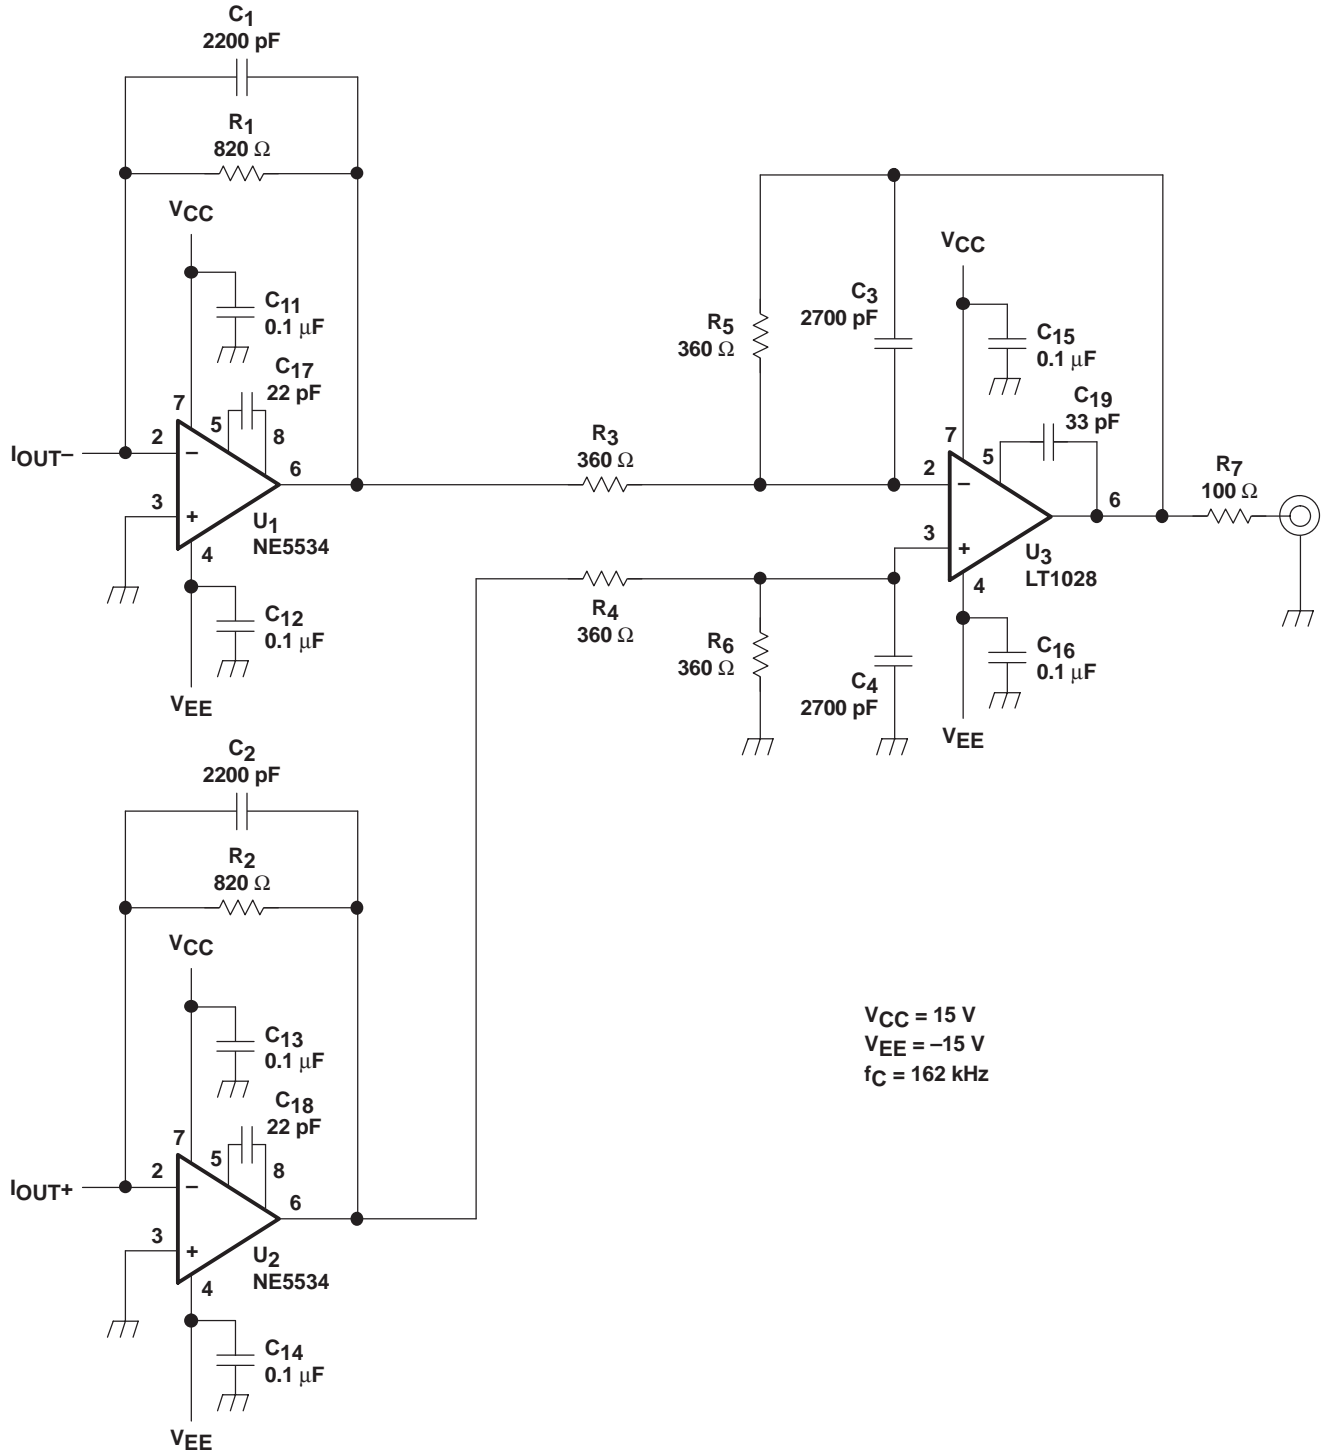 C1
2200 pF
R1
820 Ω
VCC
C11
0.1 μF
C17
22 pF
7
5
8
2
6
IOUT–
–
3
+
U1
NE5534
4
C12
0.1 μF
VEE
R3
360 Ω
R5
360 Ω
C3
2700 pF
VCC
C15
0.1 μF
C19
33 pF
7
5
2
–
6
R7
100 Ω
3
+
U3
LT1028
4
R4
360 Ω
R6
360 Ω
C4
2700 pF
C16
0.1 μF
VEE
C2
2200 pF
R2
820 Ω
VCC
C13
0.1 μF
C18
22 pF
7
5
8
2
6
IOUT+
–
3
+
U2
NE5534
4
C14
0.1 μF
VEE
VCC = 15 V
VEE = –15 V
fC = 162 kHz